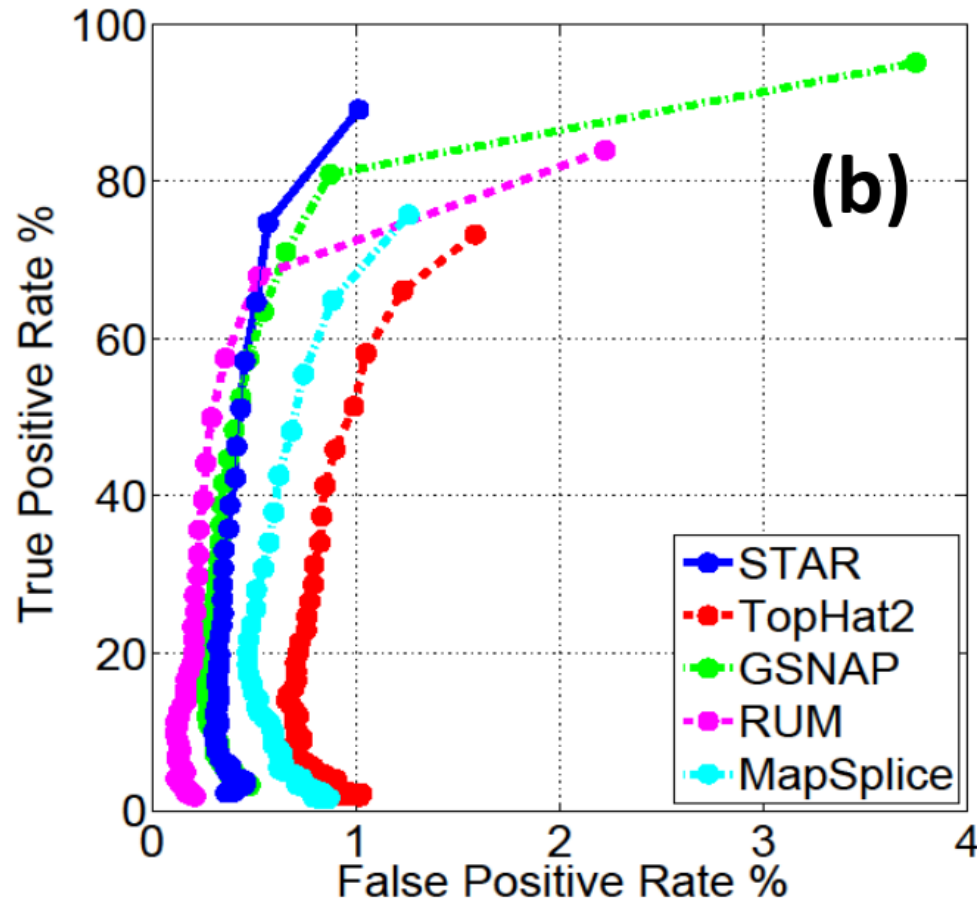 100
80
60
40
20
0
True Positive Rate %
(b)
STAR
TopHat2
GSNAP
RUM
MapSplice
0 1 2 3 4
False Positive Rate %